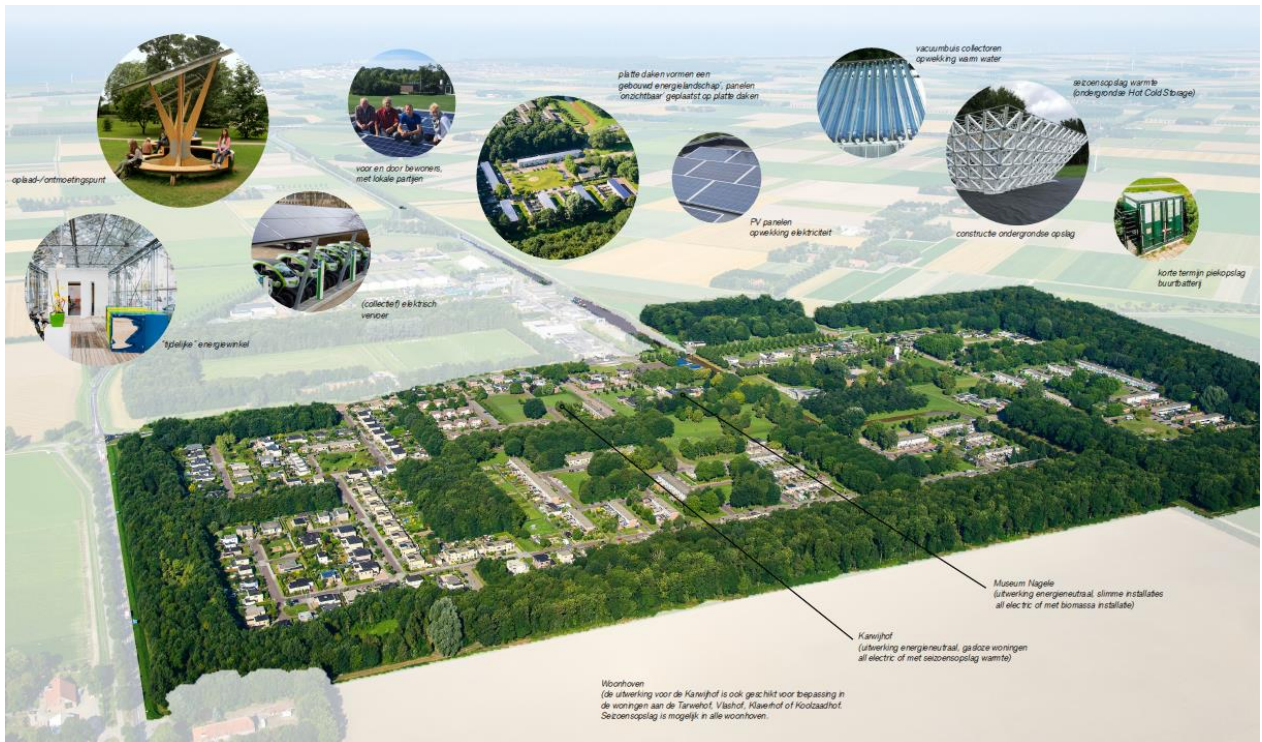 oplaad-/ontmoetingspunt
voor en door bewoners,
met lokale partijen
platte daken vormen een
gebouwd energielandschap', panelen
'onzichtbaar' geplaatst op platte daken
vacuumbuis collectoren
opwekking warm water
seizoensopslag warmte
(ondergrondse Hot Cold Storage)
PV panelen
opwekking elektriciteit
constructie ondergrondse opslag
korte termijn piekopslag
buurtbatterij
(collectief) elektrisch
vervoer
'tijdelijke' energiewinkel
Museum Nagele
(uitwerking energieneutraal, slimme installaties
all electric of met biomassa installatie)
Karwijhof
(uitwerking energieneutraal, gasloze woningen
all electric of met seizoensopslag warmte)
Woonhoven
(de uitwerking voor de Karwijhof is ook geschikt voor toepassing in
de woningen aan de Tarwehof, Vlashof, Klaverhof of Koolzaadhof.
Seizoensopslag is mogelijk in alle woonhoven.